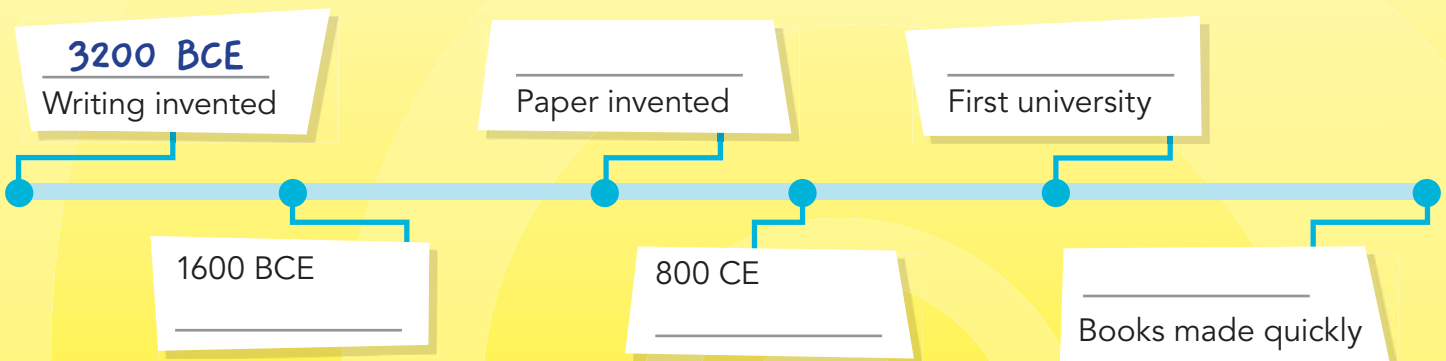 3200 BCE
Writing invented
Paper invented
First university
1600 BCE
800 CE
Books made quickly